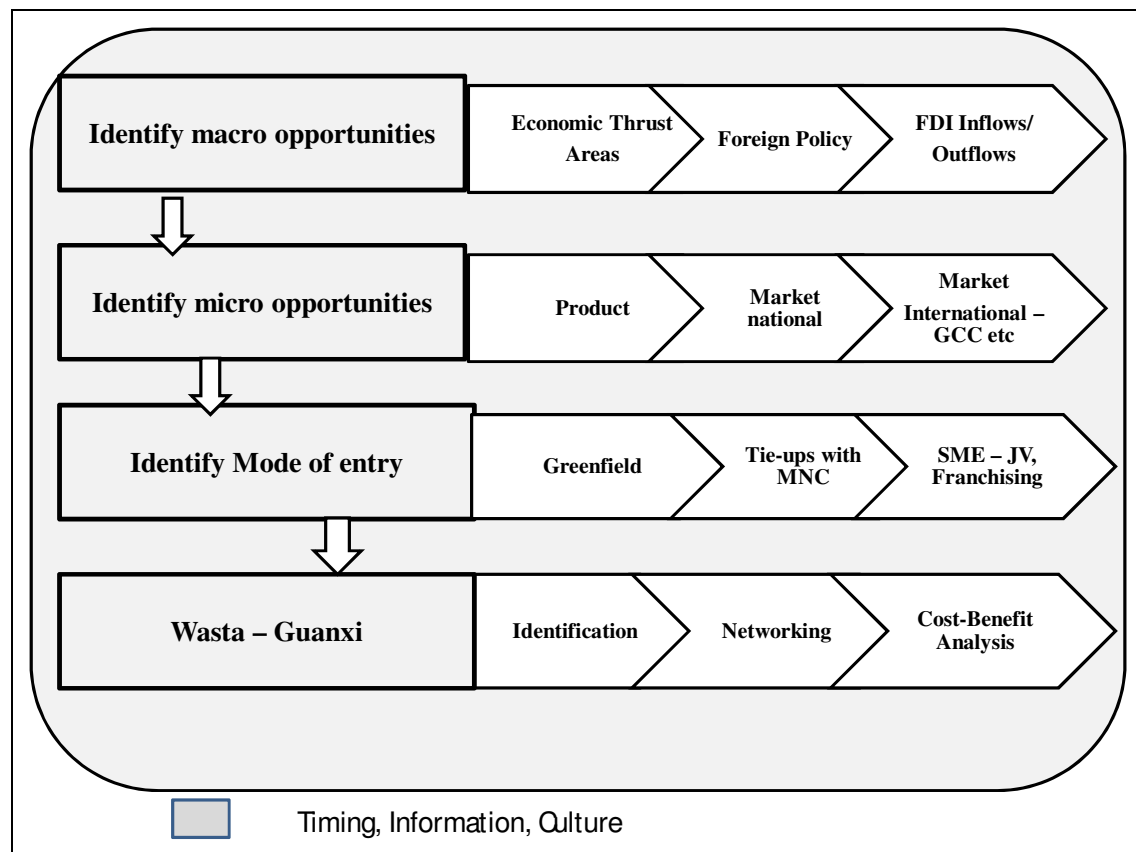 Identify macro opportunities
Economic Thrust
Areas
Foreign Policy
FDI Inflows/
Outflows
Identify micro opportunities
Product
Market
national
Market
International –
GCC etc
Identify Mode of entry
Greenfield
Tie-ups with
MNC
SME – JV,
Franchising
Wasta – Guanxi
Identification
Networking
Cost-Benefit
Analysis
Timing, Information, Culture